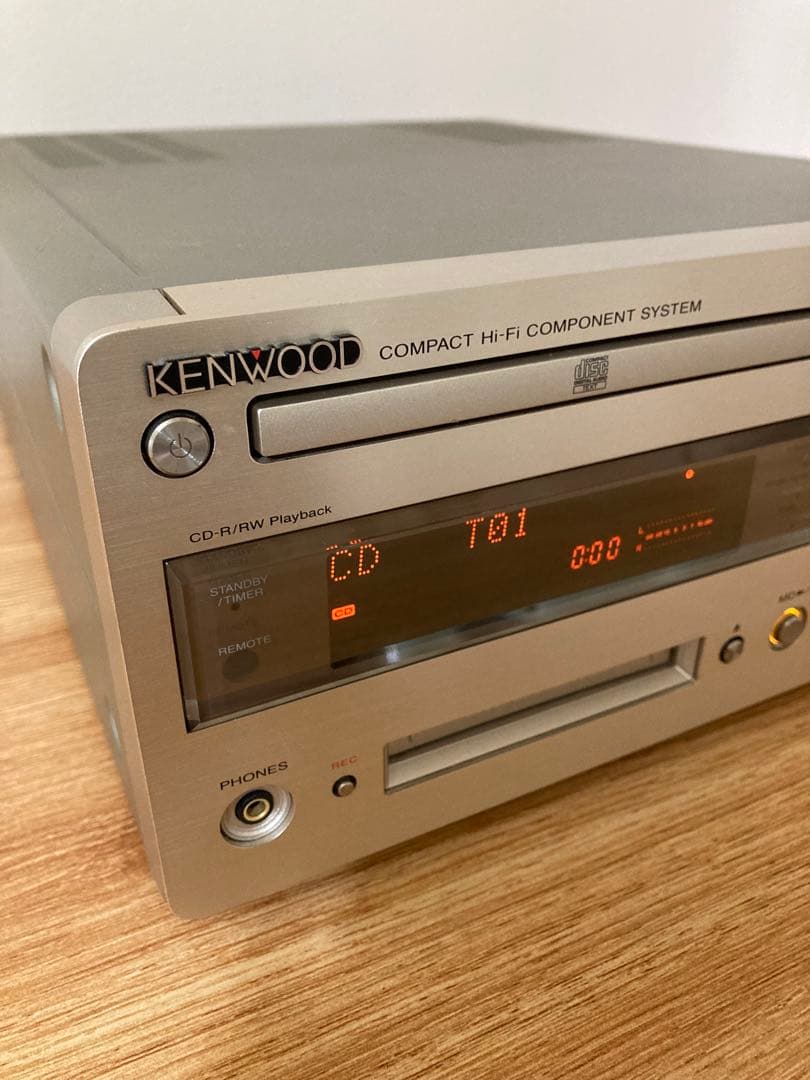 KENWOOD
COMPACT Hi-Fi COMPONENT SYSTEM
COMPACT
disc
DIGITAL AUDIO
TEXT
CD-R/RW Playback
STANDBY
/TIMER
REMOTE
CD
T01
0:00
L
R
CD
PHONES
REC